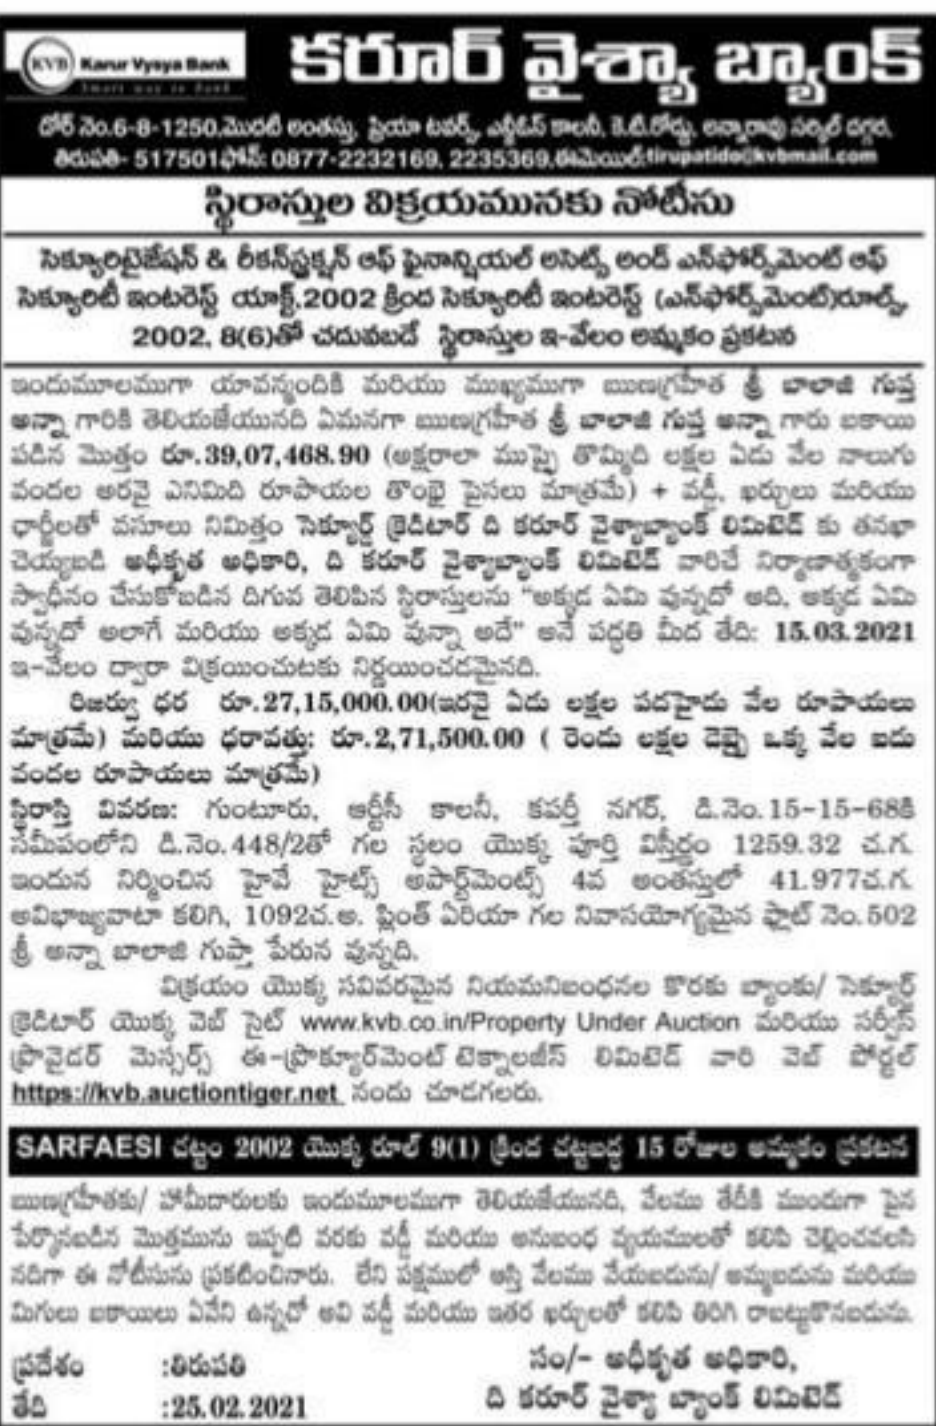 KVB Karur Vysya Bank
Smart way to Bank
కరూర్ వైశ్యా బ్యాంక్
డోర్ నెం.6-8-1250,మొదటి అంతస్తు, ప్రియా టవర్స్, ఎన్జీఓస్ కాలనీ, కె.టి.రోడ్డు, అన్నారావు సర్కిల్ దగ్గర,
తిరుపతి- 517501ఫోన్: 0877-2232169, 2235369,ఈమెయిల్:tirupatido@kvbmail.com
స్థిరాస్తుల విక్రయమునకు నోటీసు
సెక్యూరిటైజేషన్ & రీకన్‌స్ట్రక్షన్ ఆఫ్ ఫైనాన్షియల్ అసెట్స్ అండ్ ఎన్‌ఫోర్స్‌మెంట్ ఆఫ్
సెక్యూరిటీ ఇంటరెస్ట్ యాక్ట్,2002 క్రింద సెక్యూరిటీ ఇంటరెస్ట్ (ఎన్‌ఫోర్స్‌మెంట్)రూల్స్,
2002, 8(6)తో చదువబడే స్థిరాస్తుల ఇ-వేలం అమ్మకం ప్రకటన
ఇందుమూలముగా యావన్మందికి మరియు ముఖ్యముగా ఋణగ్రహీత శ్రీ బాలాజి గుప్త
అన్నా గారికి తెలియజేయునది ఏమనగా ఋణగ్రహీత శ్రీ బాలాజి గుప్త అన్నా గారు బకాయి
పడిన మొత్తం రూ.39,07,468.90 (అక్షరాలా ముప్ఫై తొమ్మిది లక్షల ఏడు వేల నాలుగు
వందల అరవై ఎనిమిది రూపాయల తొంభై పైసలు మాత్రమే) + వడ్డీ, ఖర్చులు మరియు
ఛార్జీలతో వసూలు నిమిత్తం సెక్యూర్డ్ క్రెడిటార్ ది కరూర్ వైశ్యాబ్యాంక్ లిమిటెడ్ కు తనఖా
చెయ్యబడి అధీకృత అధికారి, ది కరూర్ వైశ్యాబ్యాంక్ లిమిటెడ్ వారిచే నిర్మాణాత్మకంగా
స్వాధీనం చేసుకోబడిన దిగువ తెలిపిన స్థిరాస్తులను "అక్కడ ఏమి వున్నదో అది, అక్కడ ఏమి
వున్నదో అలాగే మరియు అక్కడ ఏమి వున్నా అదే" అనే పద్ధతి మీద తేది: 15.03.2021
ఇ-వేలం ద్వారా విక్రయించుటకు నిర్ణయించడమైనది.
రిజర్వు ధర రూ.27,15,000.00(ఇరవై ఏడు లక్షల పదహైదు వేల రూపాయలు
మాత్రమే) మరియు ధరావత్తు: రూ.2,71,500.00 ( రెండు లక్షల డెబ్బై ఒక్క వేల ఐదు
వందల రూపాయలు మాత్రమే)
స్థిరాస్తి వివరణ: గుంటూరు, ఆర్టీసీ కాలనీ, కపర్తీ నగర్, డి.నెం.15-15-68కి
సమీపంలోని డి.నెం.448/2తో గల స్థలం యొక్క పూర్తి విస్తీర్ణం 1259.32 చ.గ.
ఇందున నిర్మించిన హైవే హైట్స్ అపార్ట్‌మెంట్స్ 4వ అంతస్తులో 41.977చ.గ.
అవిభాజ్యవాటా కలిగి, 1092చ.అ. ప్లింత్ ఏరియా గల నివాసయోగ్యమైన ఫ్లాట్ నెం.502
శ్రీ అన్నా బాలాజి గుప్తా పేరున వున్నది.
విక్రయం యొక్క సవివరమైన నియమనిబంధనల కొరకు బ్యాంకు/ సెక్యూర్డ్
క్రెడిటార్ యొక్క వెబ్ సైట్ www.kvb.co.in/Property Under Auction మరియు సర్వీస్
ప్రొవైడర్ మెస్సర్స్ ఈ-ప్రొక్యూర్‌మెంట్ టెక్నాలజీస్ లిమిటెడ్ వారి వెబ్ పోర్టల్
https://kvb.auctiontiger.net నందు చూడగలరు.
SARFAESI చట్టం 2002 యొక్క రూల్ 9(1) క్రింద చట్టబద్ధ 15 రోజుల అమ్మకం ప్రకటన
ఋణగ్రహీతకు/ హామీదారులకు ఇందుమూలముగా తెలియజేయునది, వేలము తేదీకి ముందుగా పైన
పేర్కొనబడిన మొత్తమును ఇప్పటి వరకు వడ్డీ మరియు అనుబంధ వ్యయములతో కలిపి చెల్లించవలసి
నదిగా ఈ నోటీసును ప్రకటించినారు. లేని పక్షములో ఆస్తి వేలము వేయబడును/ అమ్మబడును మరియు
మిగులు బకాయిలు ఏవేని ఉన్నచో అవి వడ్డీ మరియు ఇతర ఖర్చులతో కలిపి తిరిగి రాబట్టుకొనబడును.
ప్రదేశం :తిరుపతి
తేది :25.02.2021
సం/- అధీకృత అధికారి,
ది కరూర్ వైశ్యా బ్యాంక్ లిమిటెడ్